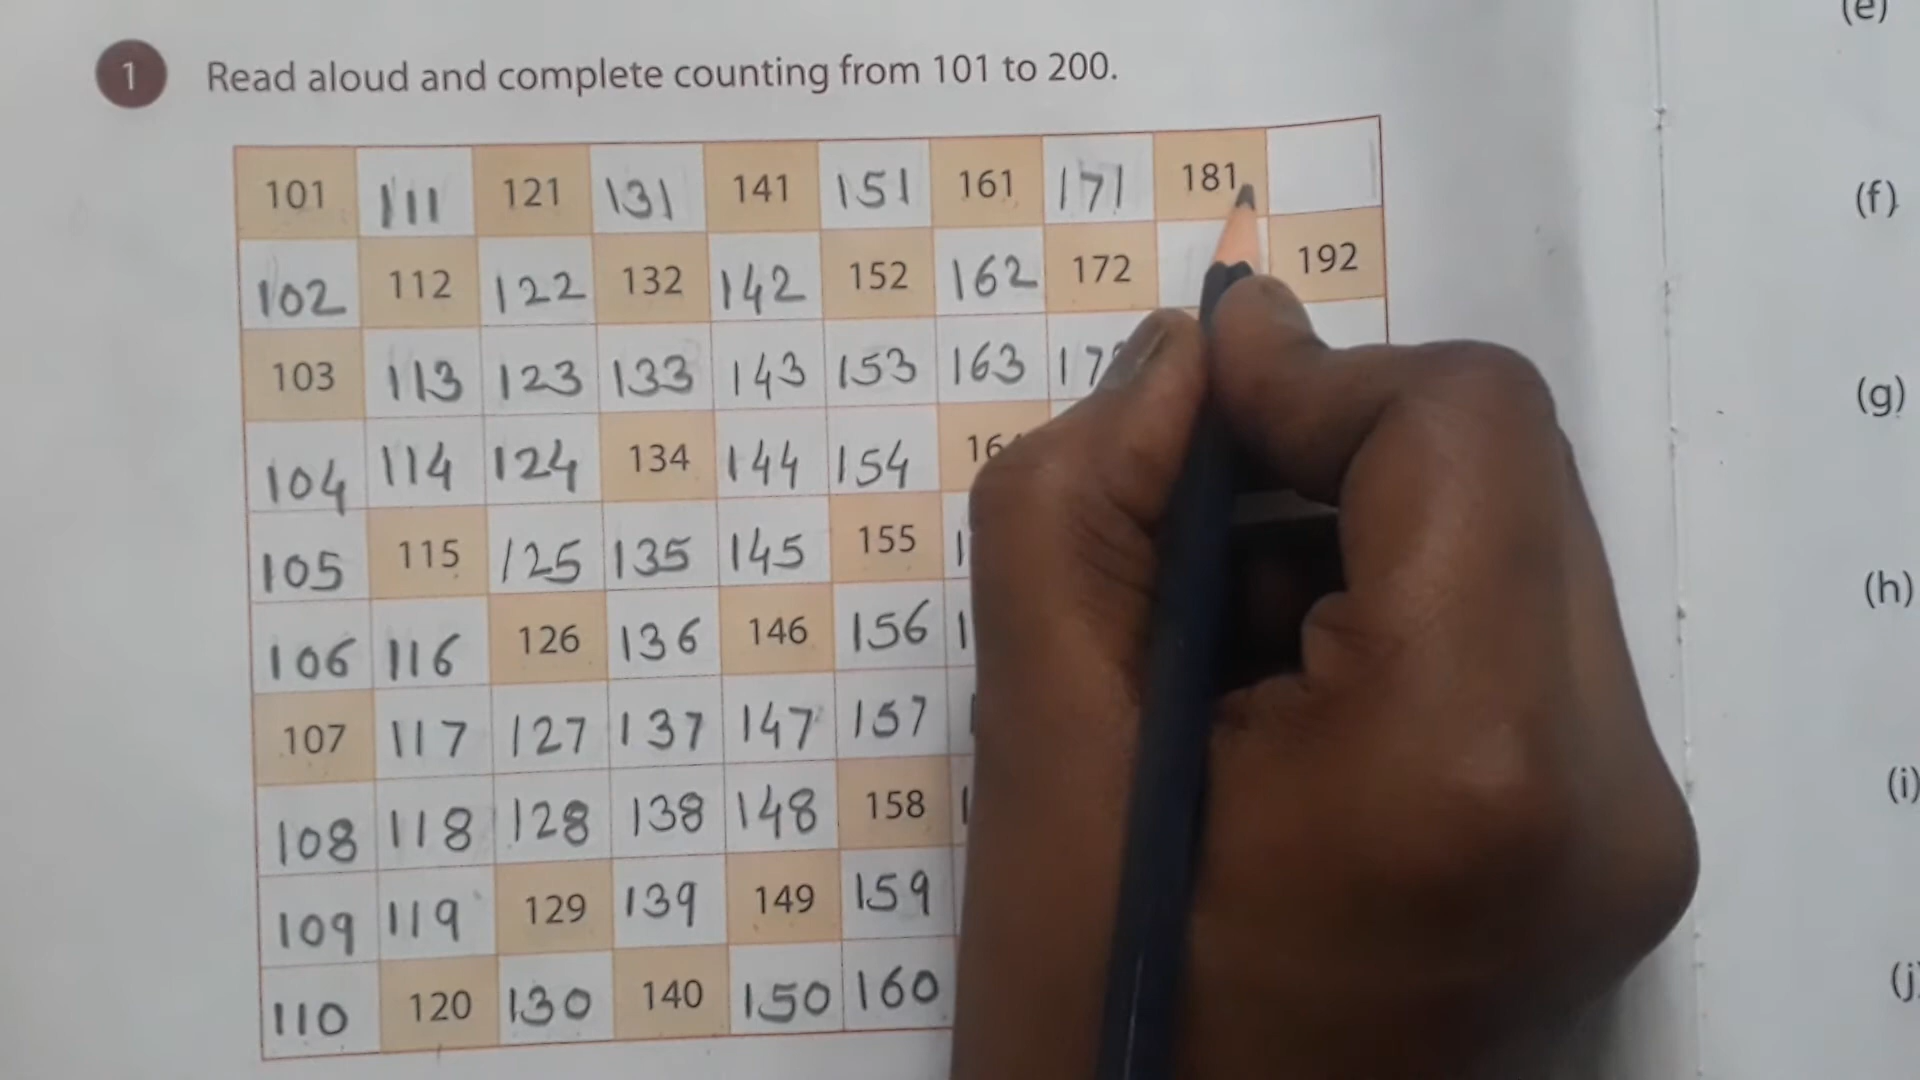 1 Read aloud and complete counting from 101 to 200.
101 111 121 131 141 151 161 171 181
102 112 122 132 142 152 162 172 192
103 113 123 133 143 153 163
104 114 124 134 144 154
105 115 125 135 145 155
106 116 126 136 146 156
107 117 127 137 147 157
108 118 128 138 148 158
109 119 129 139 149 159
110 120 130 140 150 160
(e)
(f)
(g)
(h)
(i)
(j)